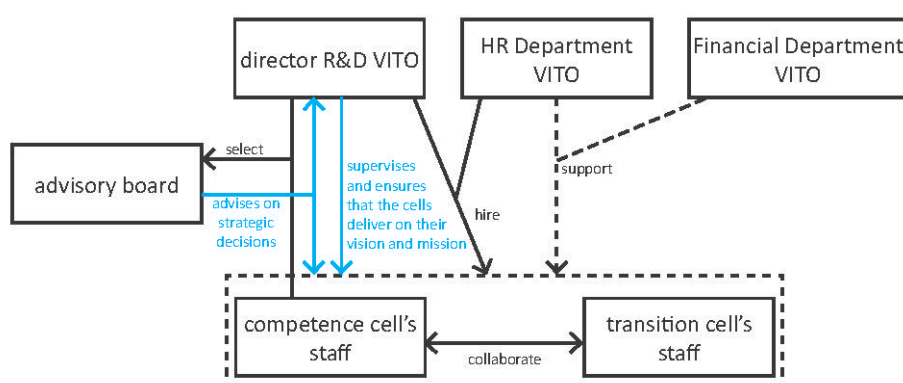 director R&D VITO
HR Department
VITO
Financial Department
VITO
advisory board
select
advises on
strategic
decisions
supervises
and ensures
that the cells
deliver on their
vision and mission
hire
support
competence cell's
staff
collaborate
transition cell's
staff